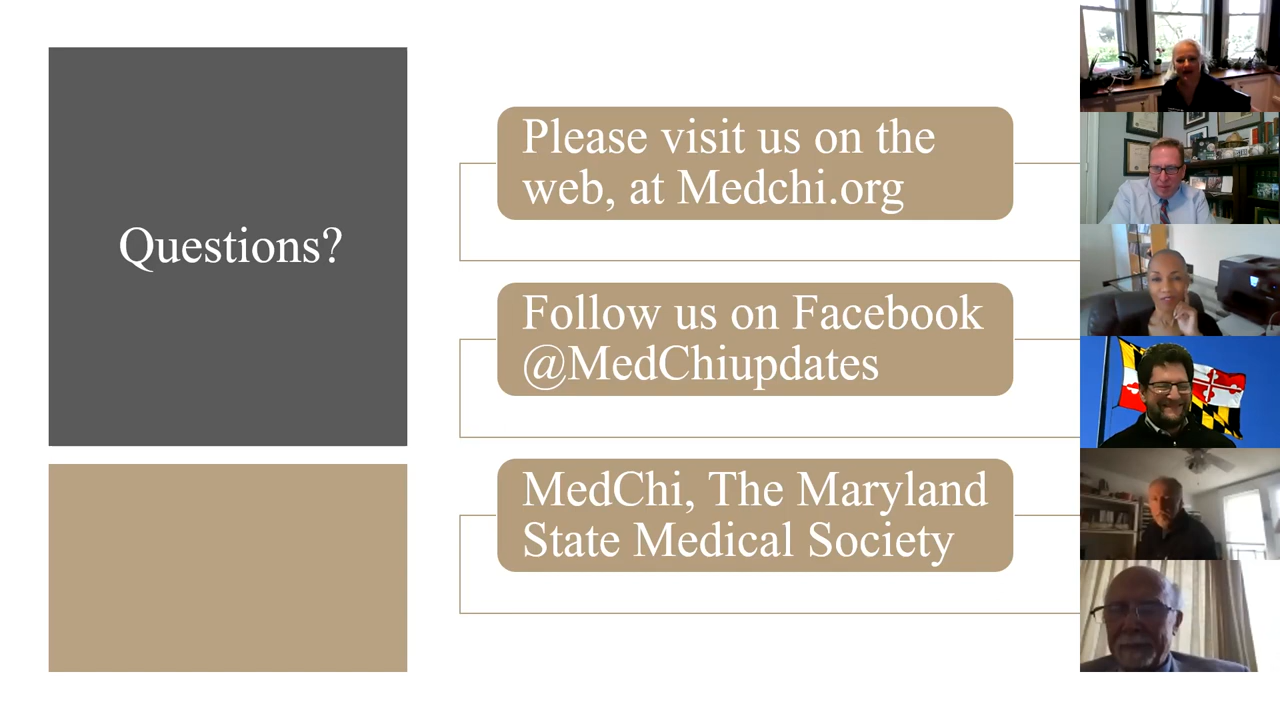 Questions?
Please visit us on the
web, at Medchi.org
Follow us on Facebook
@MedChiupdates
MedChi, The Maryland
State Medical Society